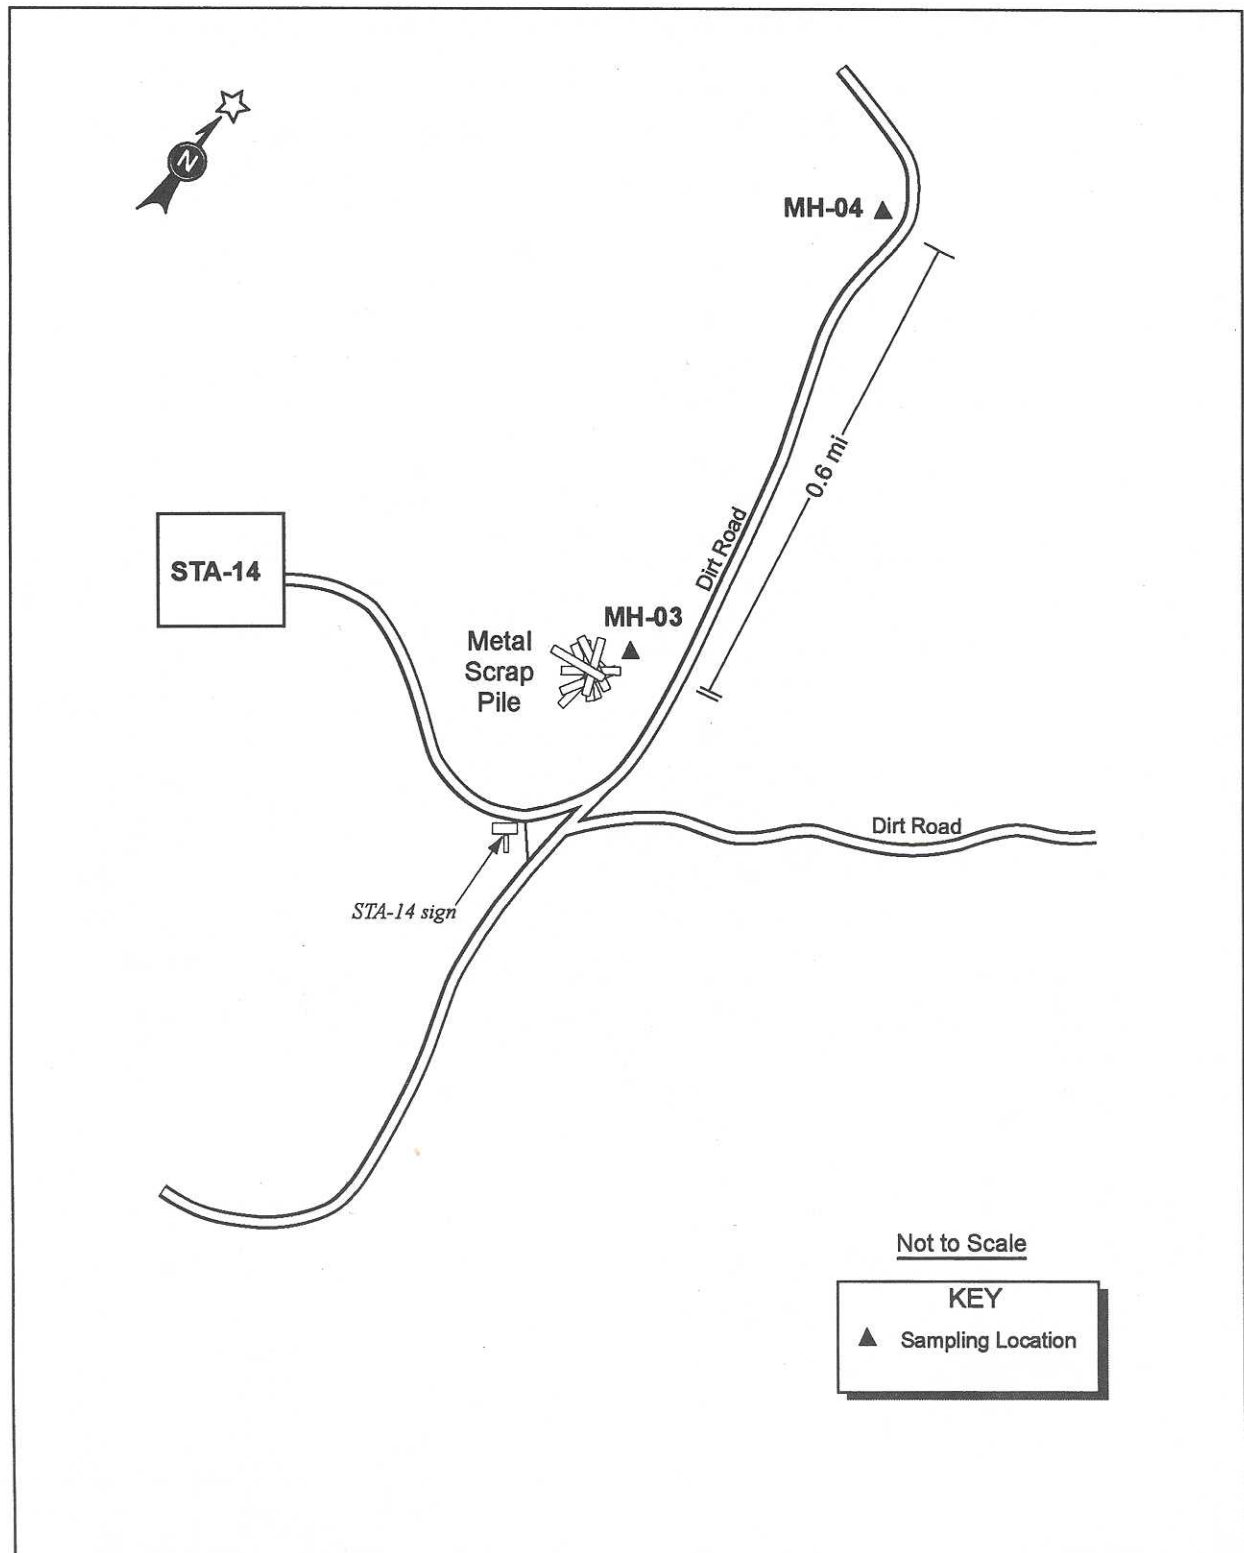 N
MH-04
0.6 mi
Dirt Road
STA-14
MH-03
Metal
Scrap
Pile
Dirt Road
STA-14 sign
Not to Scale
KEY
Sampling Location